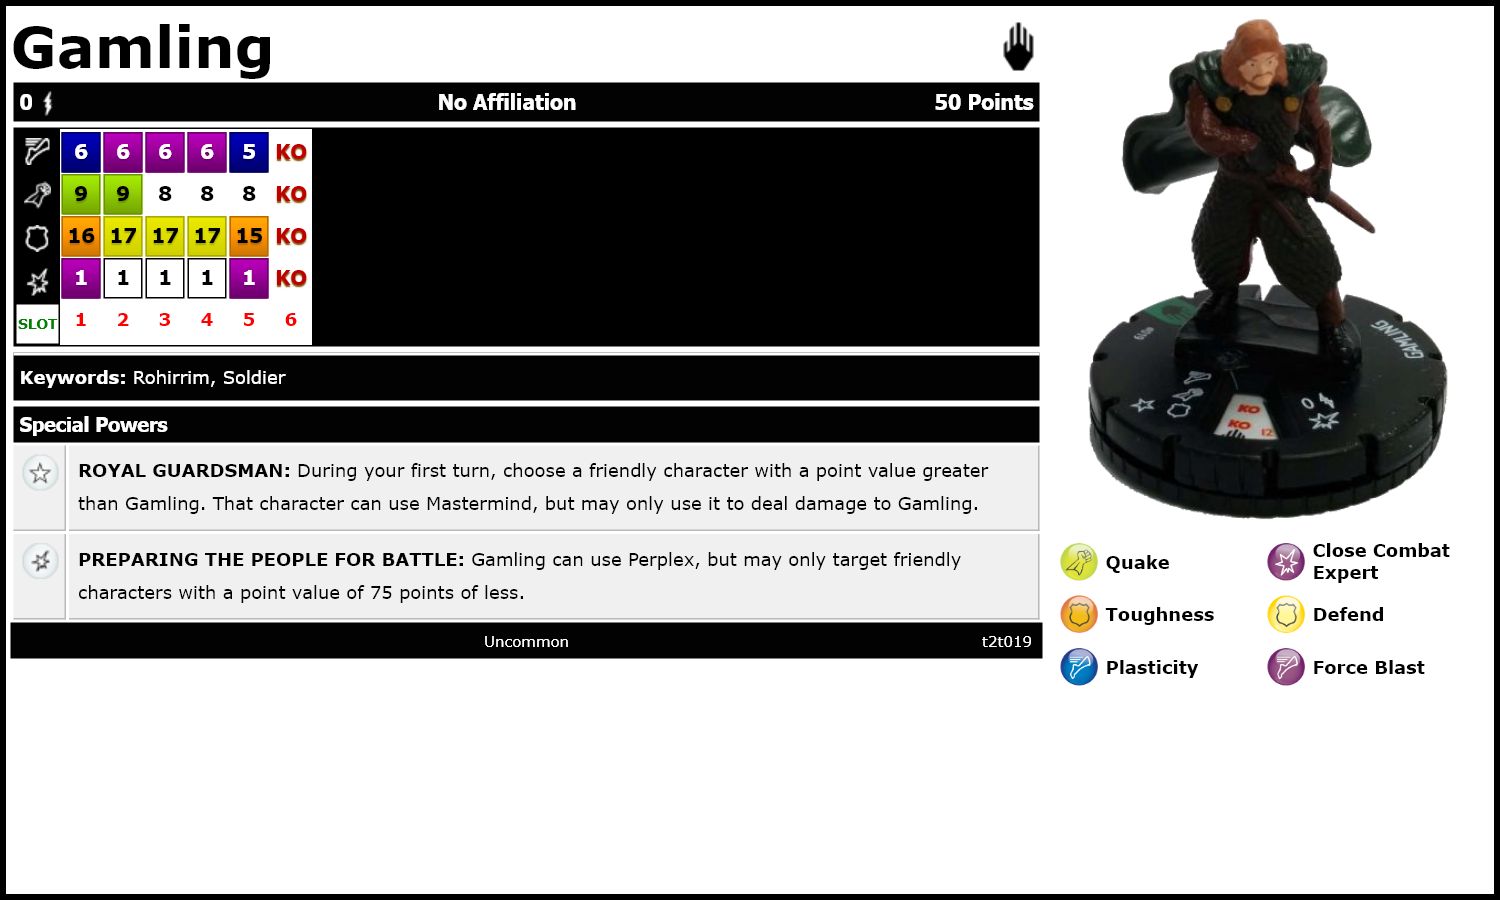 Gamling
0 No Affiliation 50 Points
6 6 6 6 5 KO
9 9 8 8 8 KO
16 17 17 17 15 KO
1 1 1 1 1 KO
SLOT 1 2 3 4 5 6
Keywords: Rohirrim, Soldier
Special Powers
ROYAL GUARDSMAN: During your first turn, choose a friendly character with a point value greater
than Gamling. That character can use Mastermind, but may only use it to deal damage to Gamling.
PREPARING THE PEOPLE FOR BATTLE: Gamling can use Perplex, but may only target friendly
characters with a point value of 75 points of less.
Uncommon t2t019
#019
GAMLING
0
KO
KO
12
Quake
Close Combat
Expert
Toughness
Defend
Plasticity
Force Blast